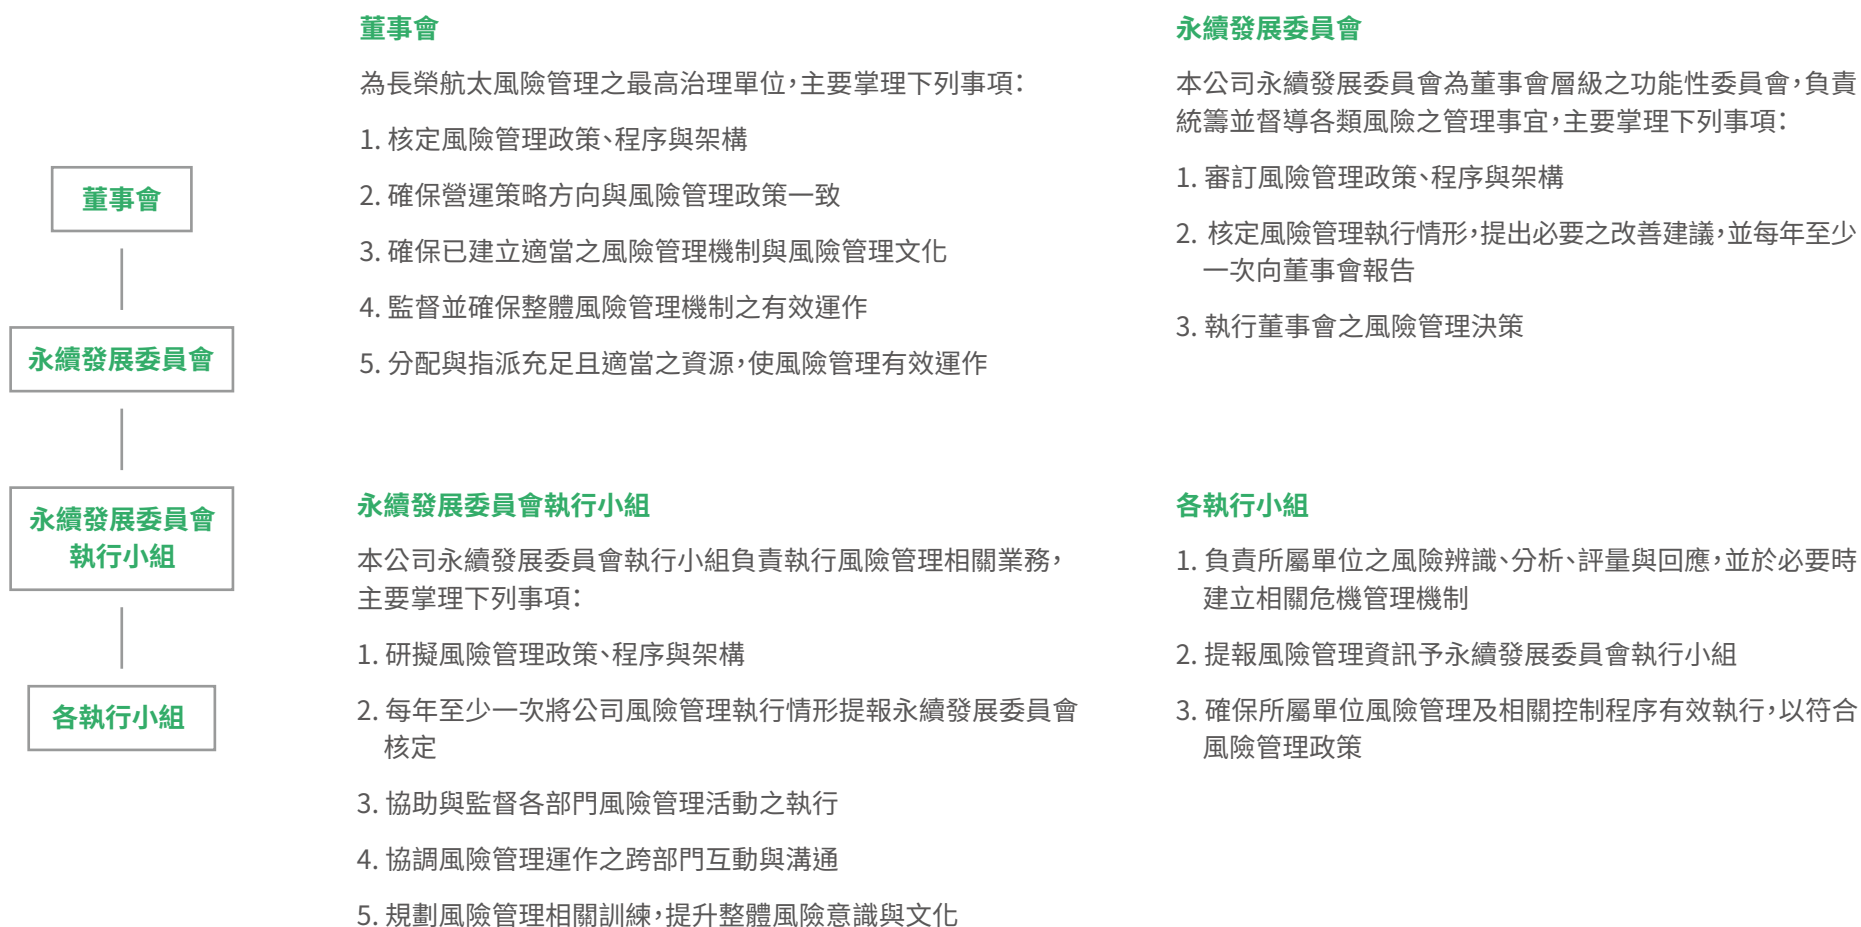 董事會
永續發展委員會
永續發展委員會
執行小組
各執行小組
董事會
為長榮航太風險管理之最高治理單位，主要掌理下列事項：
1. 核定風險管理政策、程序與架構
2. 確保營運策略方向與風險管理政策一致
3. 確保已建立適當之風險管理機制與風險管理文化
4. 監督並確保整體風險管理機制之有效運作
5. 分配與指派充足且適當之資源，使風險管理有效運作
永續發展委員會
本公司永續發展委員會為董事會層級之功能性委員會，負責
統籌並督導各類風險之管理事宜，主要掌理下列事項：
1. 審訂風險管理政策、程序與架構
2. 核定風險管理執行情形，提出必要之改善建議，並每年至少
一次向董事會報告
3. 執行董事會之風險管理決策
永續發展委員會執行小組
本公司永續發展委員會執行小組負責執行風險管理相關業務，
主要掌理下列事項：
1. 研擬風險管理政策、程序與架構
2. 每年至少一次將公司風險管理執行情形提報永續發展委員會
核定
3. 協助與監督各部門風險管理活動之執行
4. 協調風險管理運作之跨部門互動與溝通
5. 規劃風險管理相關訓練，提升整體風險意識與文化
各執行小組
1. 負責所屬單位之風險辨識、分析、評量與回應，並於必要時
建立相關危機管理機制
2. 提報風險管理資訊予永續發展委員會執行小組
3. 確保所屬單位風險管理及相關控制程序有效執行，以符合
風險管理政策